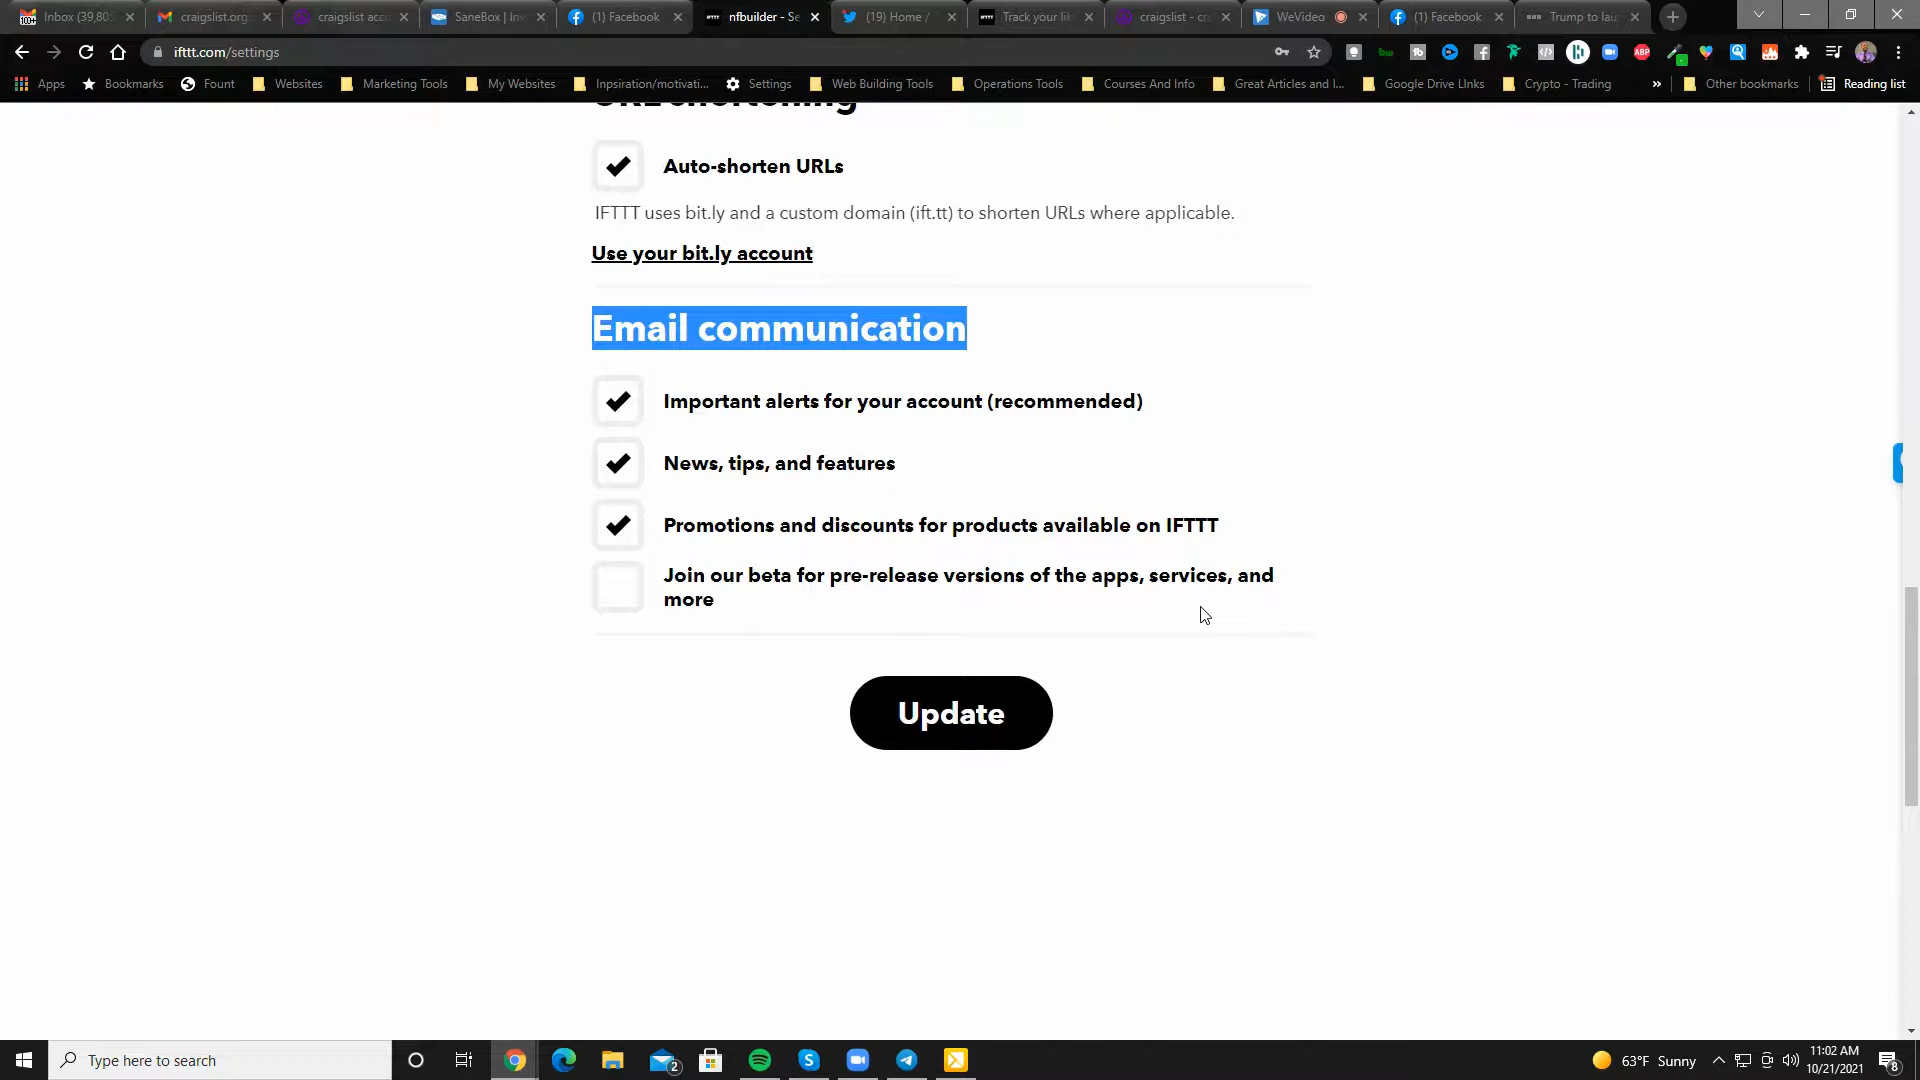 Inbox (39,805
craigslist.org
craigslist acc
SaneBox | In
(1) Facebook
nfbuilder - Se
(19) Home /
Track your lik
craigslist - c
WeVideo
(1) Facebook
Trump to lau
ifttt.com/settings
Apps
Bookmarks
Fount
Websites
Marketing Tools
My Websites
Inpsiration/motivati...
Settings
Web Building Tools
Operations Tools
Courses And Info
Great Articles and I...
Google Drive LInks
Crypto - Trading
»
Other bookmarks
Reading list
URL shortening
Auto-shorten URLs
IFTTT uses bit.ly and a custom domain (ift.tt) to shorten URLs where applicable.
Use your bit.ly account
Email communication
Important alerts for your account (recommended)
News, tips, and features
Promotions and discounts for products available on IFTTT
Join our beta for pre-release versions of the apps, services, and
more
Update
Type here to search
2
63°F Sunny
11:02 AM
10/21/2021
8